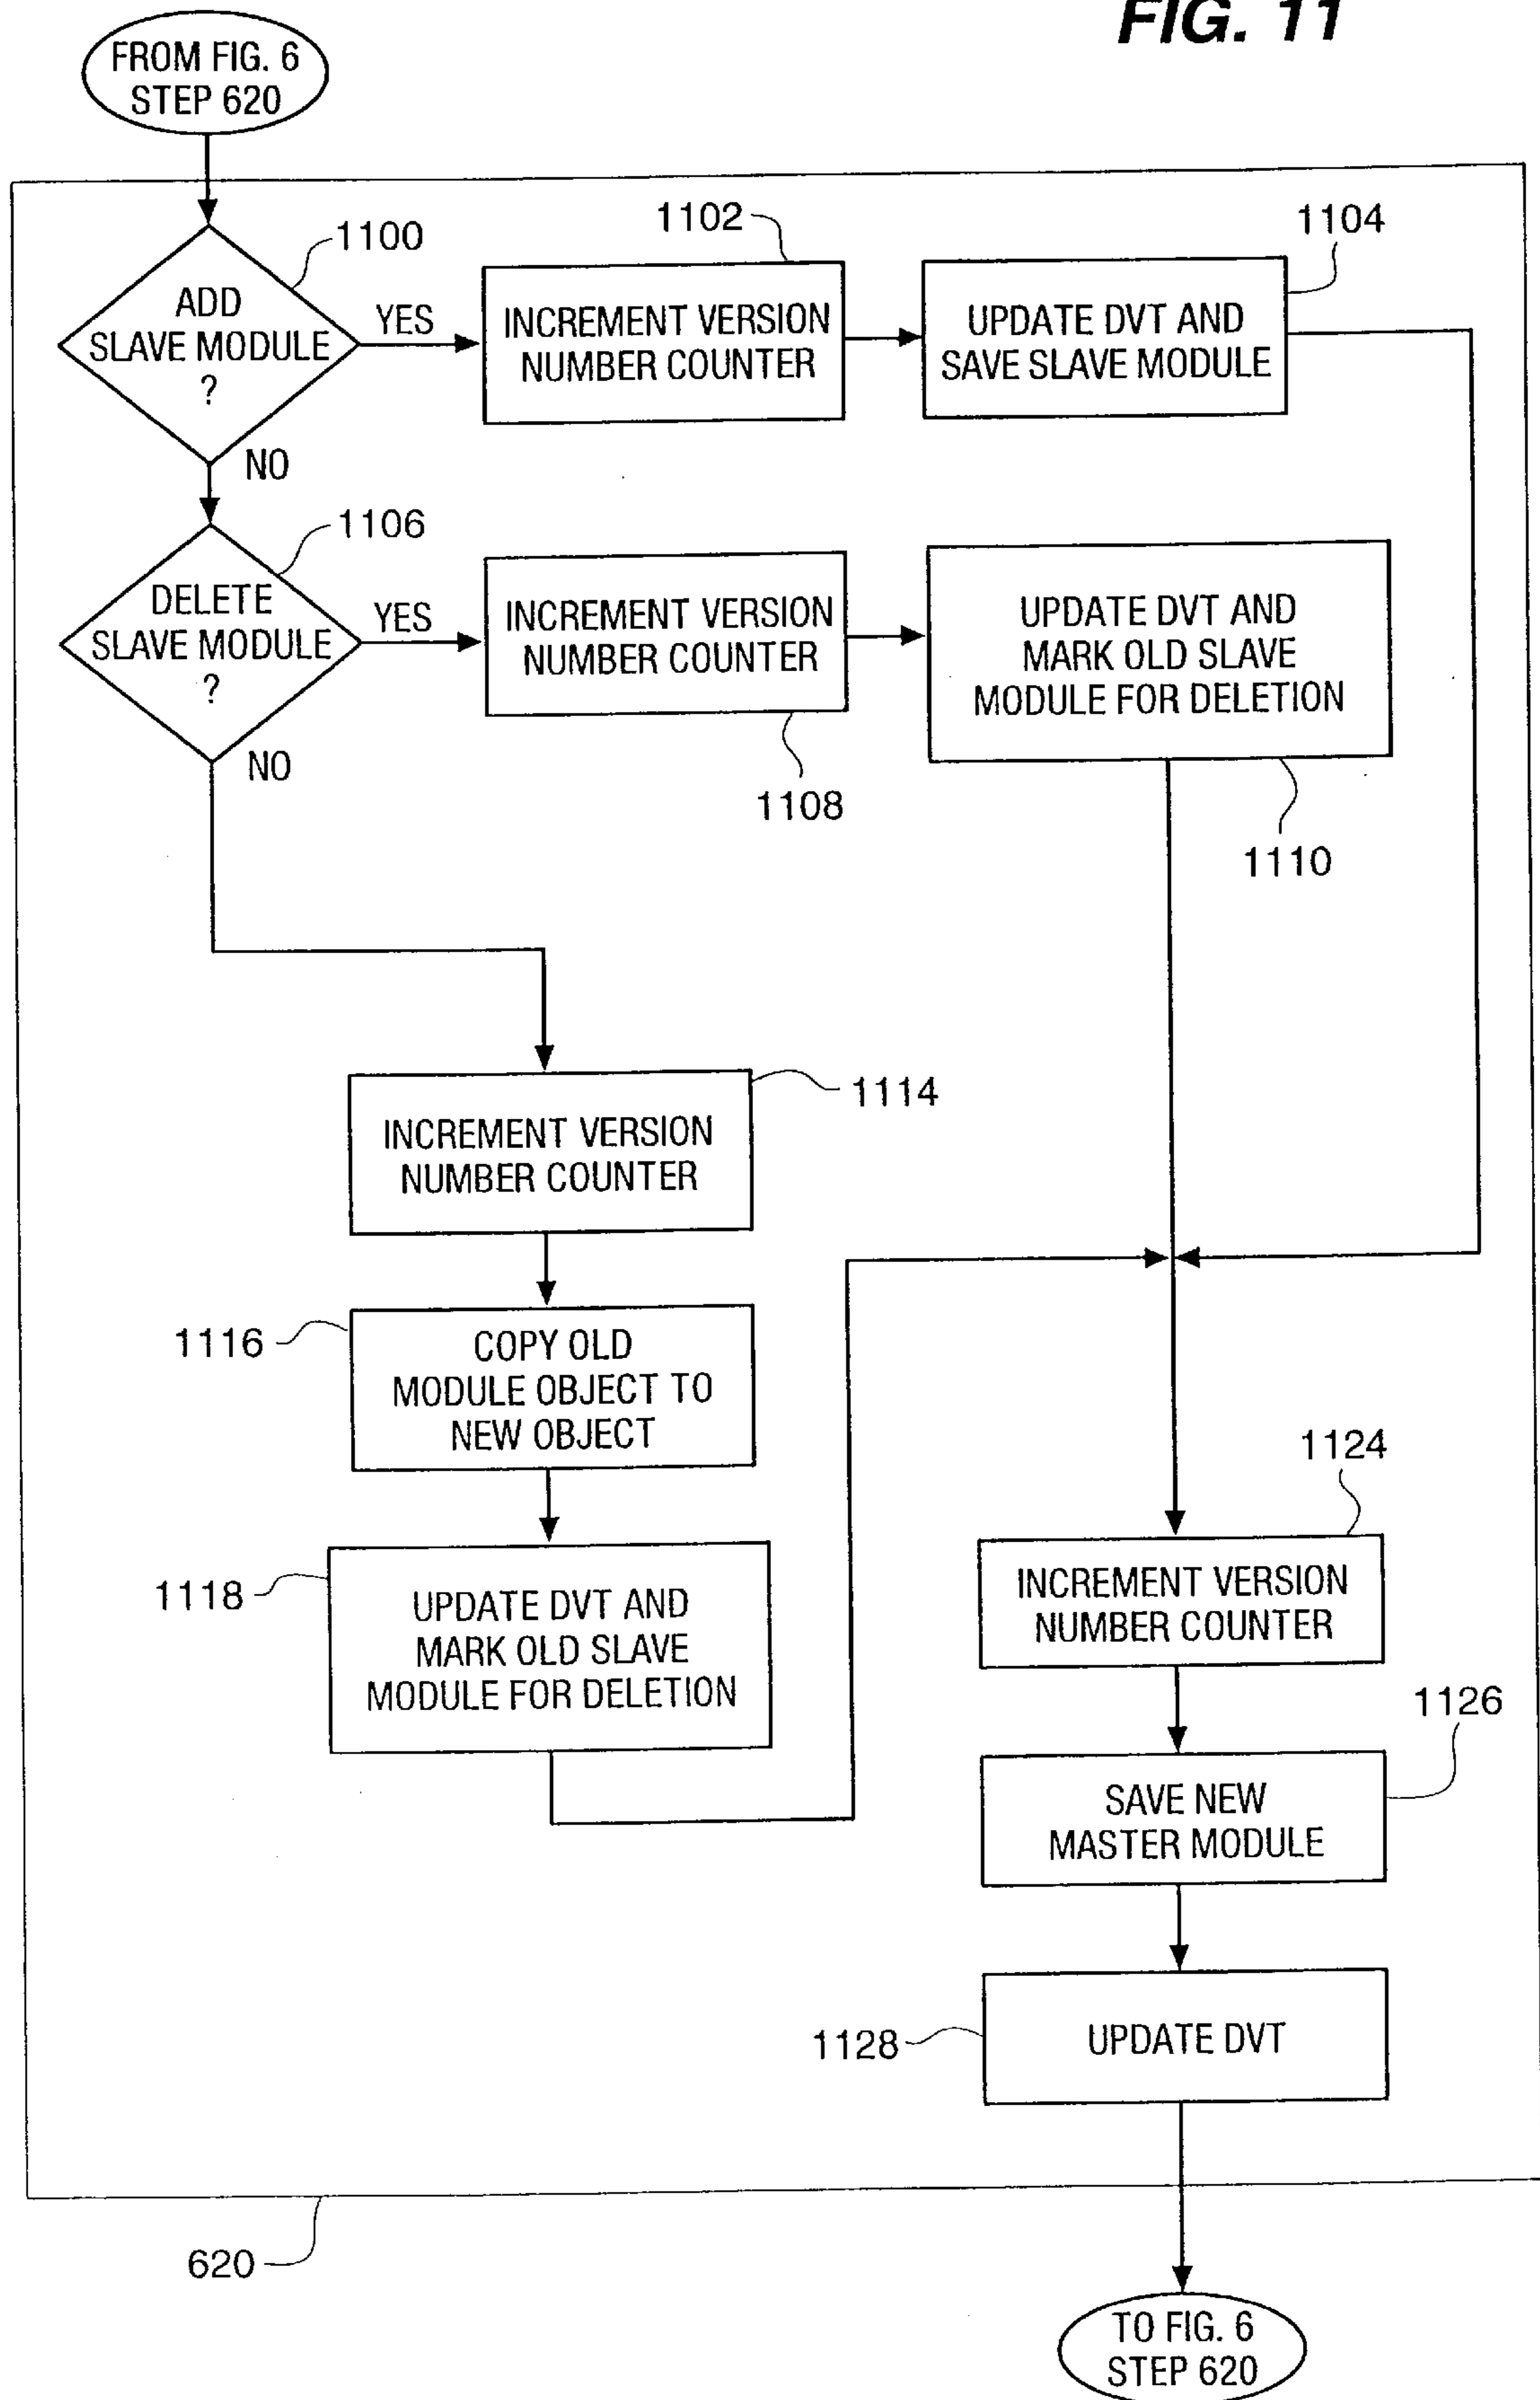 FIG. 11
FROM FIG. 6
STEP 620
1100
1102
1104
ADD
SLAVE MODULE
?
YES
INCREMENT VERSION
NUMBER COUNTER
UPDATE DVT AND
SAVE SLAVE MODULE
NO
1106
DELETE
SLAVE MODULE
?
YES
INCREMENT VERSION
NUMBER COUNTER
UPDATE DVT AND
MARK OLD SLAVE
MODULE FOR DELETION
NO
1108
1110
INCREMENT VERSION
NUMBER COUNTER
1114
1116
COPY OLD
MODULE OBJECT TO
NEW OBJECT
1118
UPDATE DVT AND
MARK OLD SLAVE
MODULE FOR DELETION
1124
INCREMENT VERSION
NUMBER COUNTER
1126
SAVE NEW
MASTER MODULE
1128
UPDATE DVT
620
TO FIG. 6
STEP 620